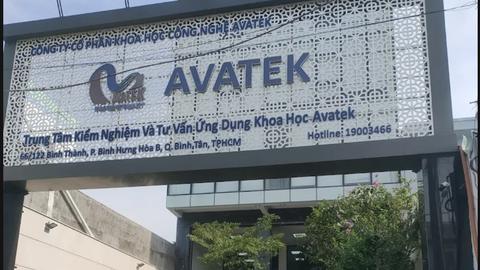 CÔNG TY CỔ PHẦN KHOA HỌC CÔNG NGHỆ AVATEK
AVATEK
Trung Tâm Kiểm Nghiệm Và Tư Vấn Ứng Dụng Khoa Học Avatek
66/122 Bình Thành, P. Bình Hưng Hòa B, Q. Bình Tân, TPHCM
Hotline: 19003466